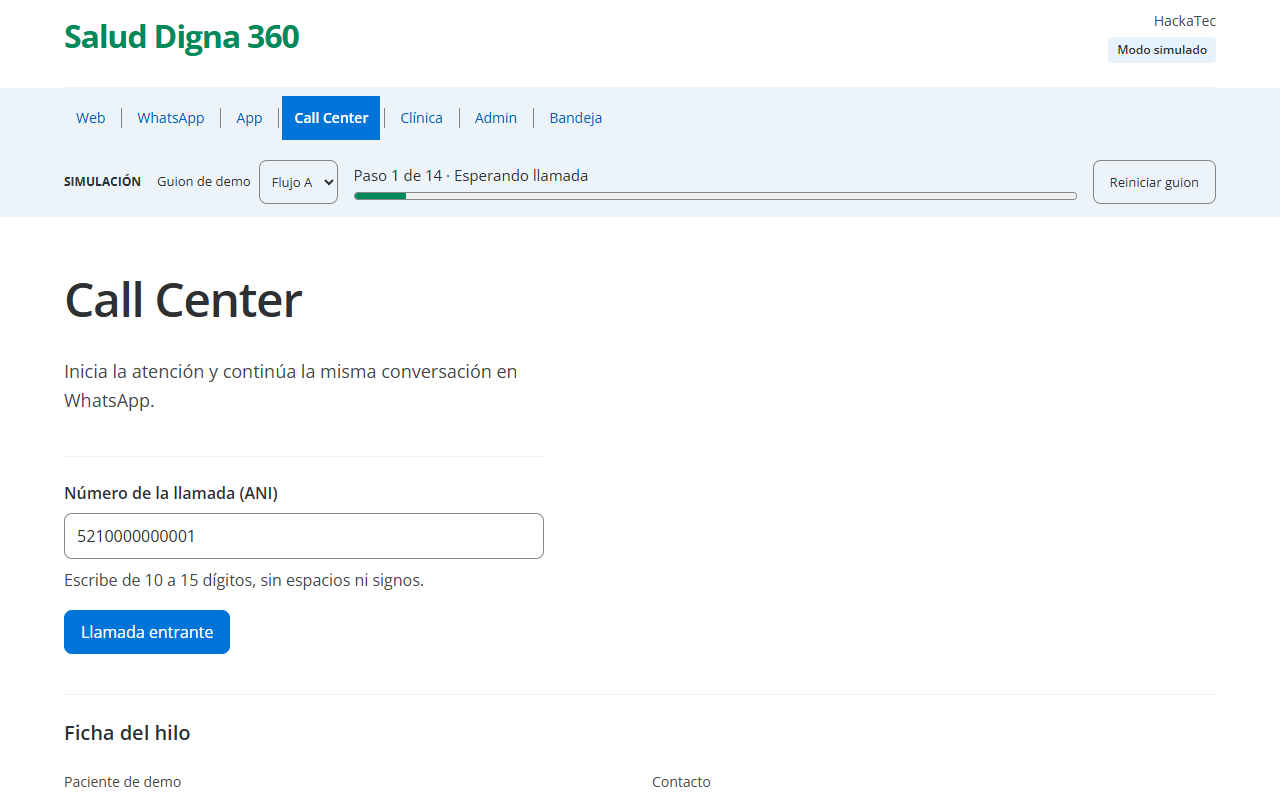 Salud Digna 360
HackaTec
Modo simulado
Web
WhatsApp
App
Call Center
Clínica
Admin
Bandeja
SIMULACIÓN
Guion de demo
Flujo A
Paso 1 de 14 · Esperando llamada
Reiniciar guion
Call Center
Inicia la atención y continúa la misma conversación en
WhatsApp.
Número de la llamada (ANI)
5210000000001
Escribe de 10 a 15 dígitos, sin espacios ni signos.
Llamada entrante
Ficha del hilo
Paciente de demo
Contacto